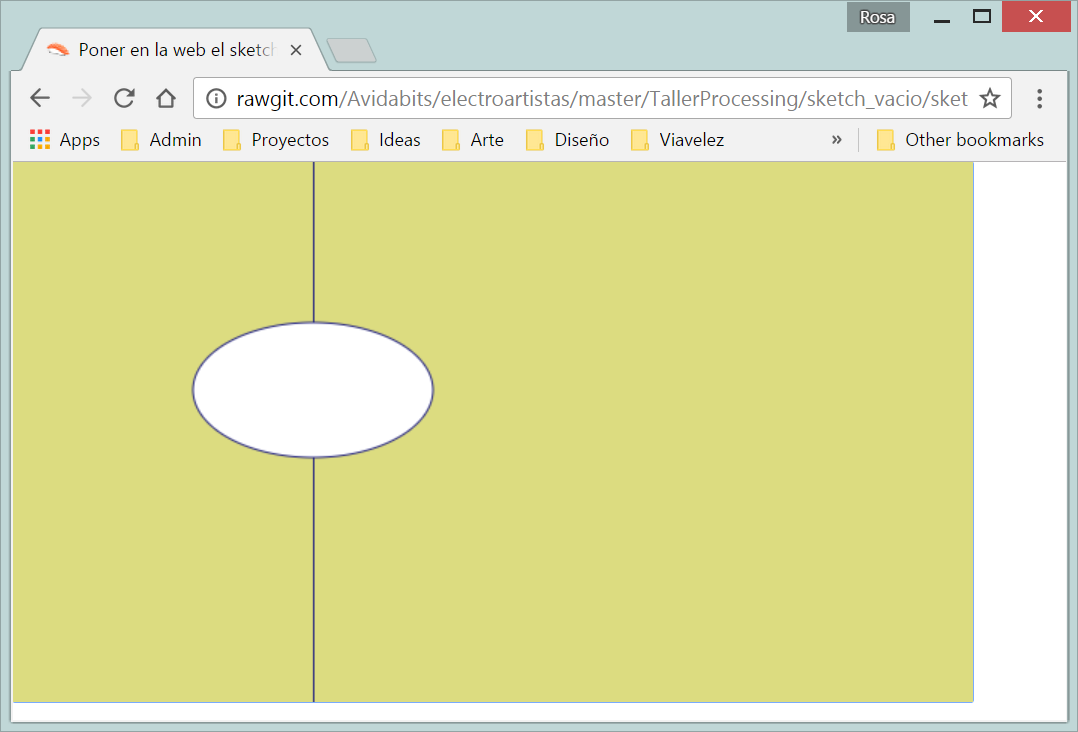 Rosa
Poner en la web el sketch
rawgit.com/Avidabits/electroartistas/master/TallerProcessing/sketch_vacio/sket
Apps Admin Proyectos Ideas Arte Diseño Viavelez » Other bookmarks